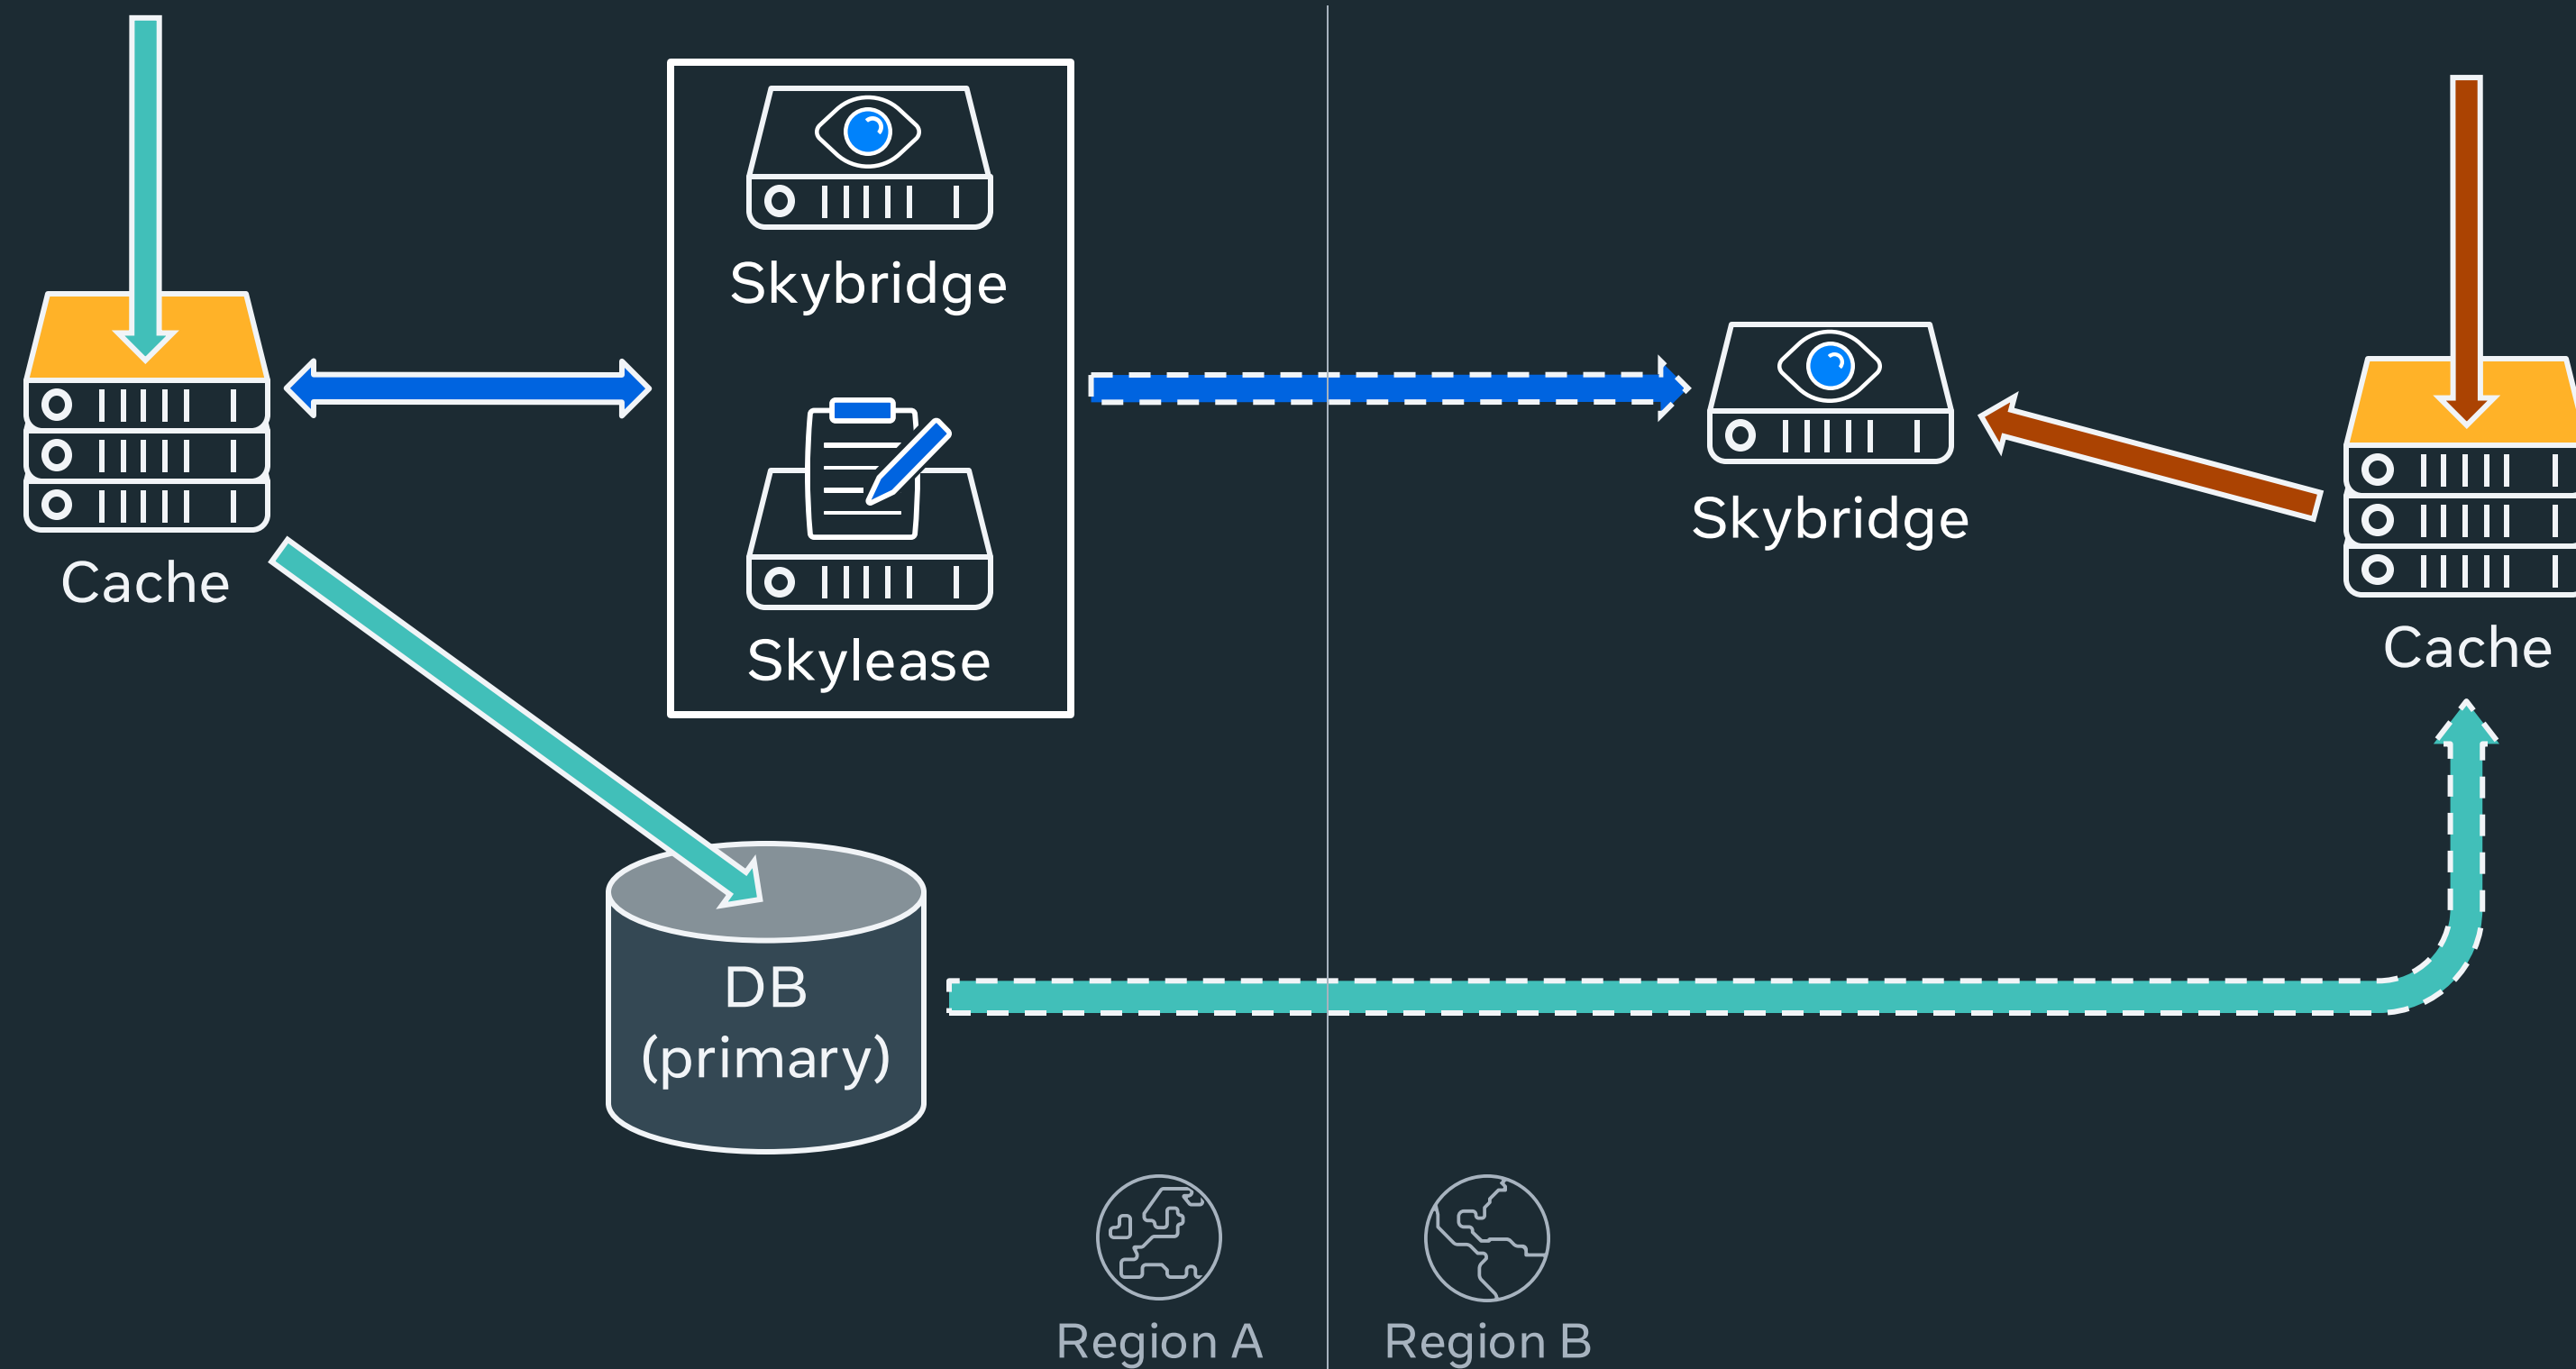 Skybridge
Skylease
Cache
DB
(primary)
Skybridge
Cache
Region A
Region B